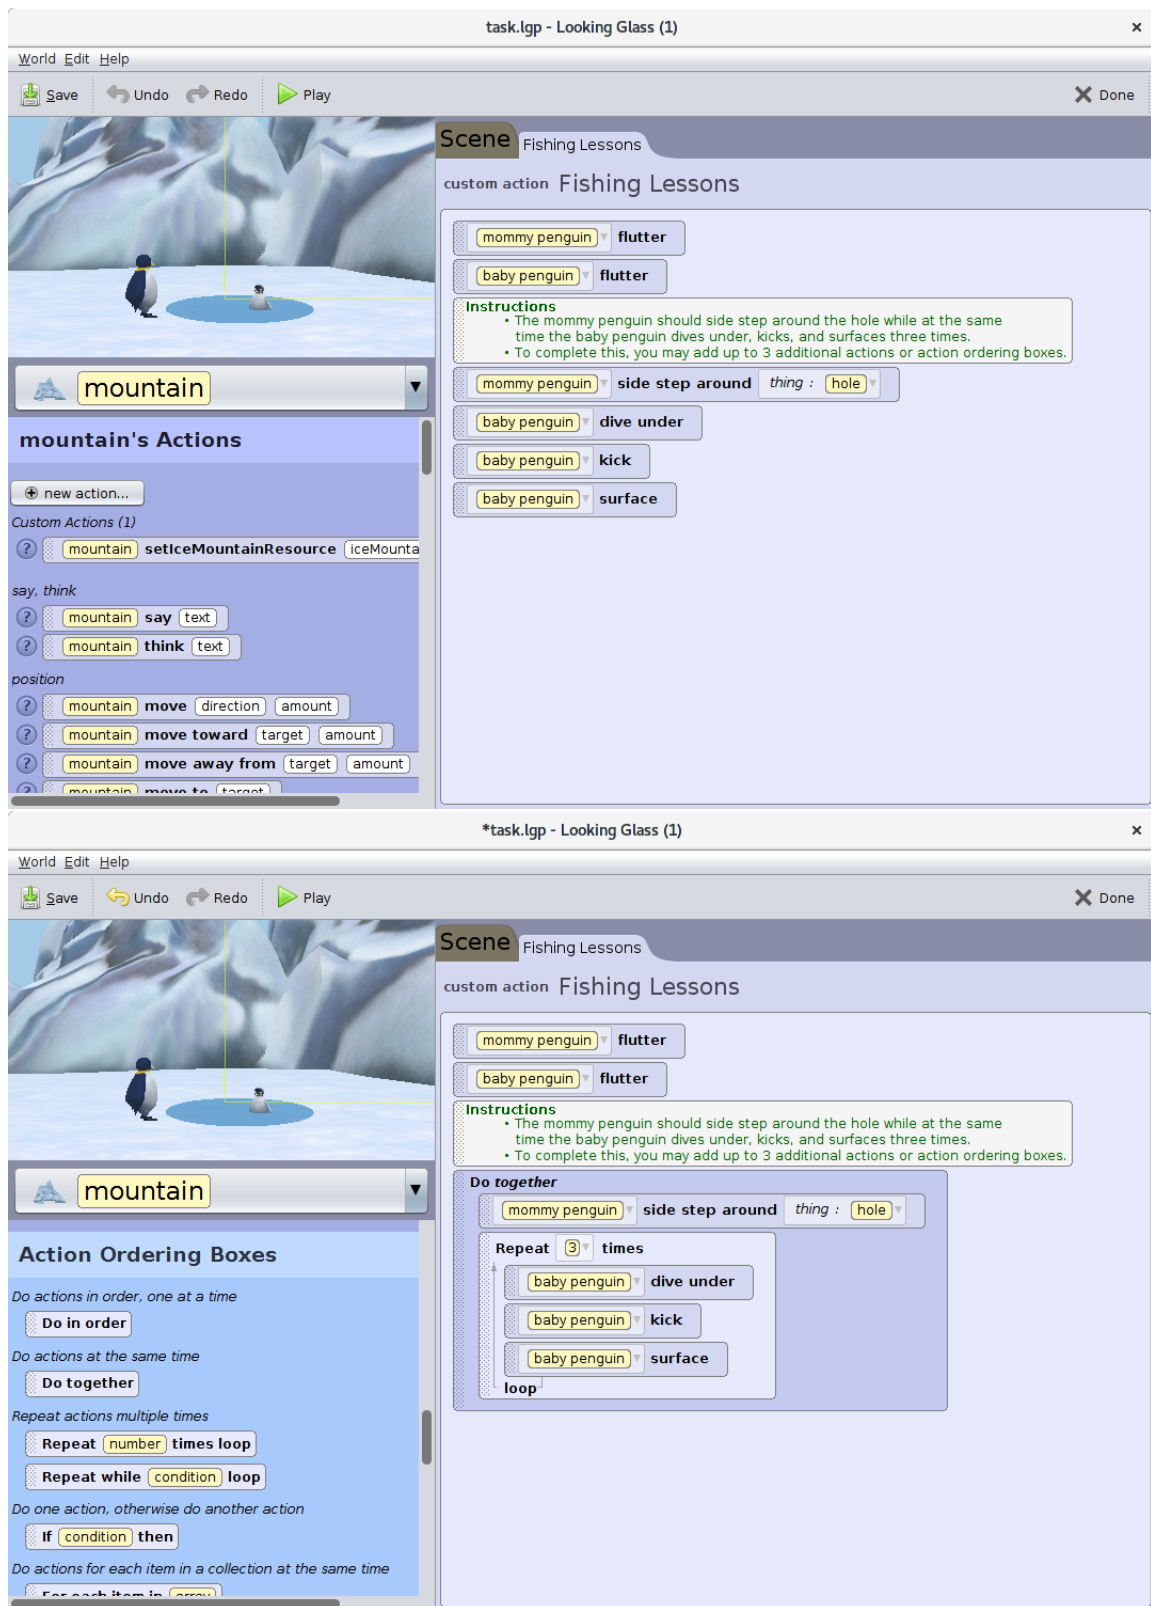 task.lgp - Looking Glass (1) ×
World Edit Help
Save Undo Redo Play Done
Scene Fishing Lessons
custom action Fishing Lessons
mommy penguin flutter
baby penguin flutter
Instructions
• The mommy penguin should side step around the hole while at the same
time the baby penguin dives under, kicks, and surfaces three times.
• To complete this, you may add up to 3 additional actions or action ordering boxes.
mommy penguin side step around thing : hole
baby penguin dive under
baby penguin kick
baby penguin surface
mountain
mountain's Actions
new action...
Custom Actions (1)
? mountain setIceMountainResource iceMounta
say, think
? mountain say text
? mountain think text
position
? mountain move direction amount
? mountain move toward target amount
? mountain move away from target amount
? mountain move to target
*task.lgp - Looking Glass (1) ×
World Edit Help
Save Undo Redo Play Done
Scene Fishing Lessons
custom action Fishing Lessons
mommy penguin flutter
baby penguin flutter
Instructions
• The mommy penguin should side step around the hole while at the same
time the baby penguin dives under, kicks, and surfaces three times.
• To complete this, you may add up to 3 additional actions or action ordering boxes.
Do together
mommy penguin side step around thing : hole
Repeat 3 times
baby penguin dive under
baby penguin kick
baby penguin surface
loop
mountain
Action Ordering Boxes
Do actions in order, one at a time
Do in order
Do actions at the same time
Do together
Repeat actions multiple times
Repeat number times loop
Repeat while condition loop
Do one action, otherwise do another action
If condition then
Do actions for each item in a collection at the same time
For each item in array